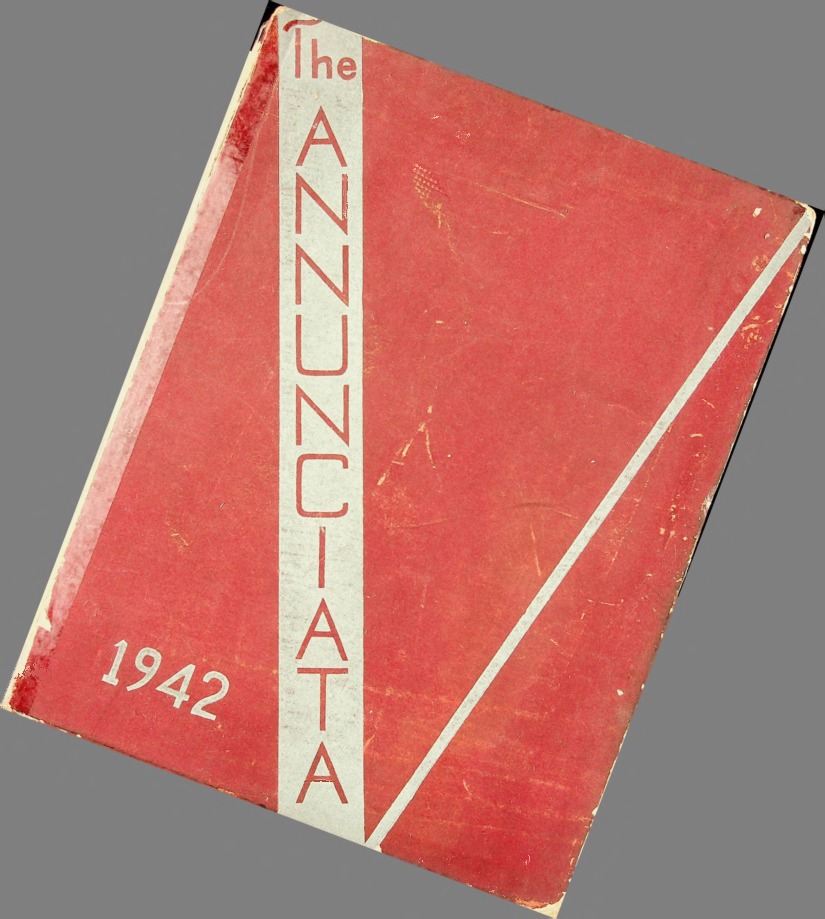 The
ANNUNCIATA
1942